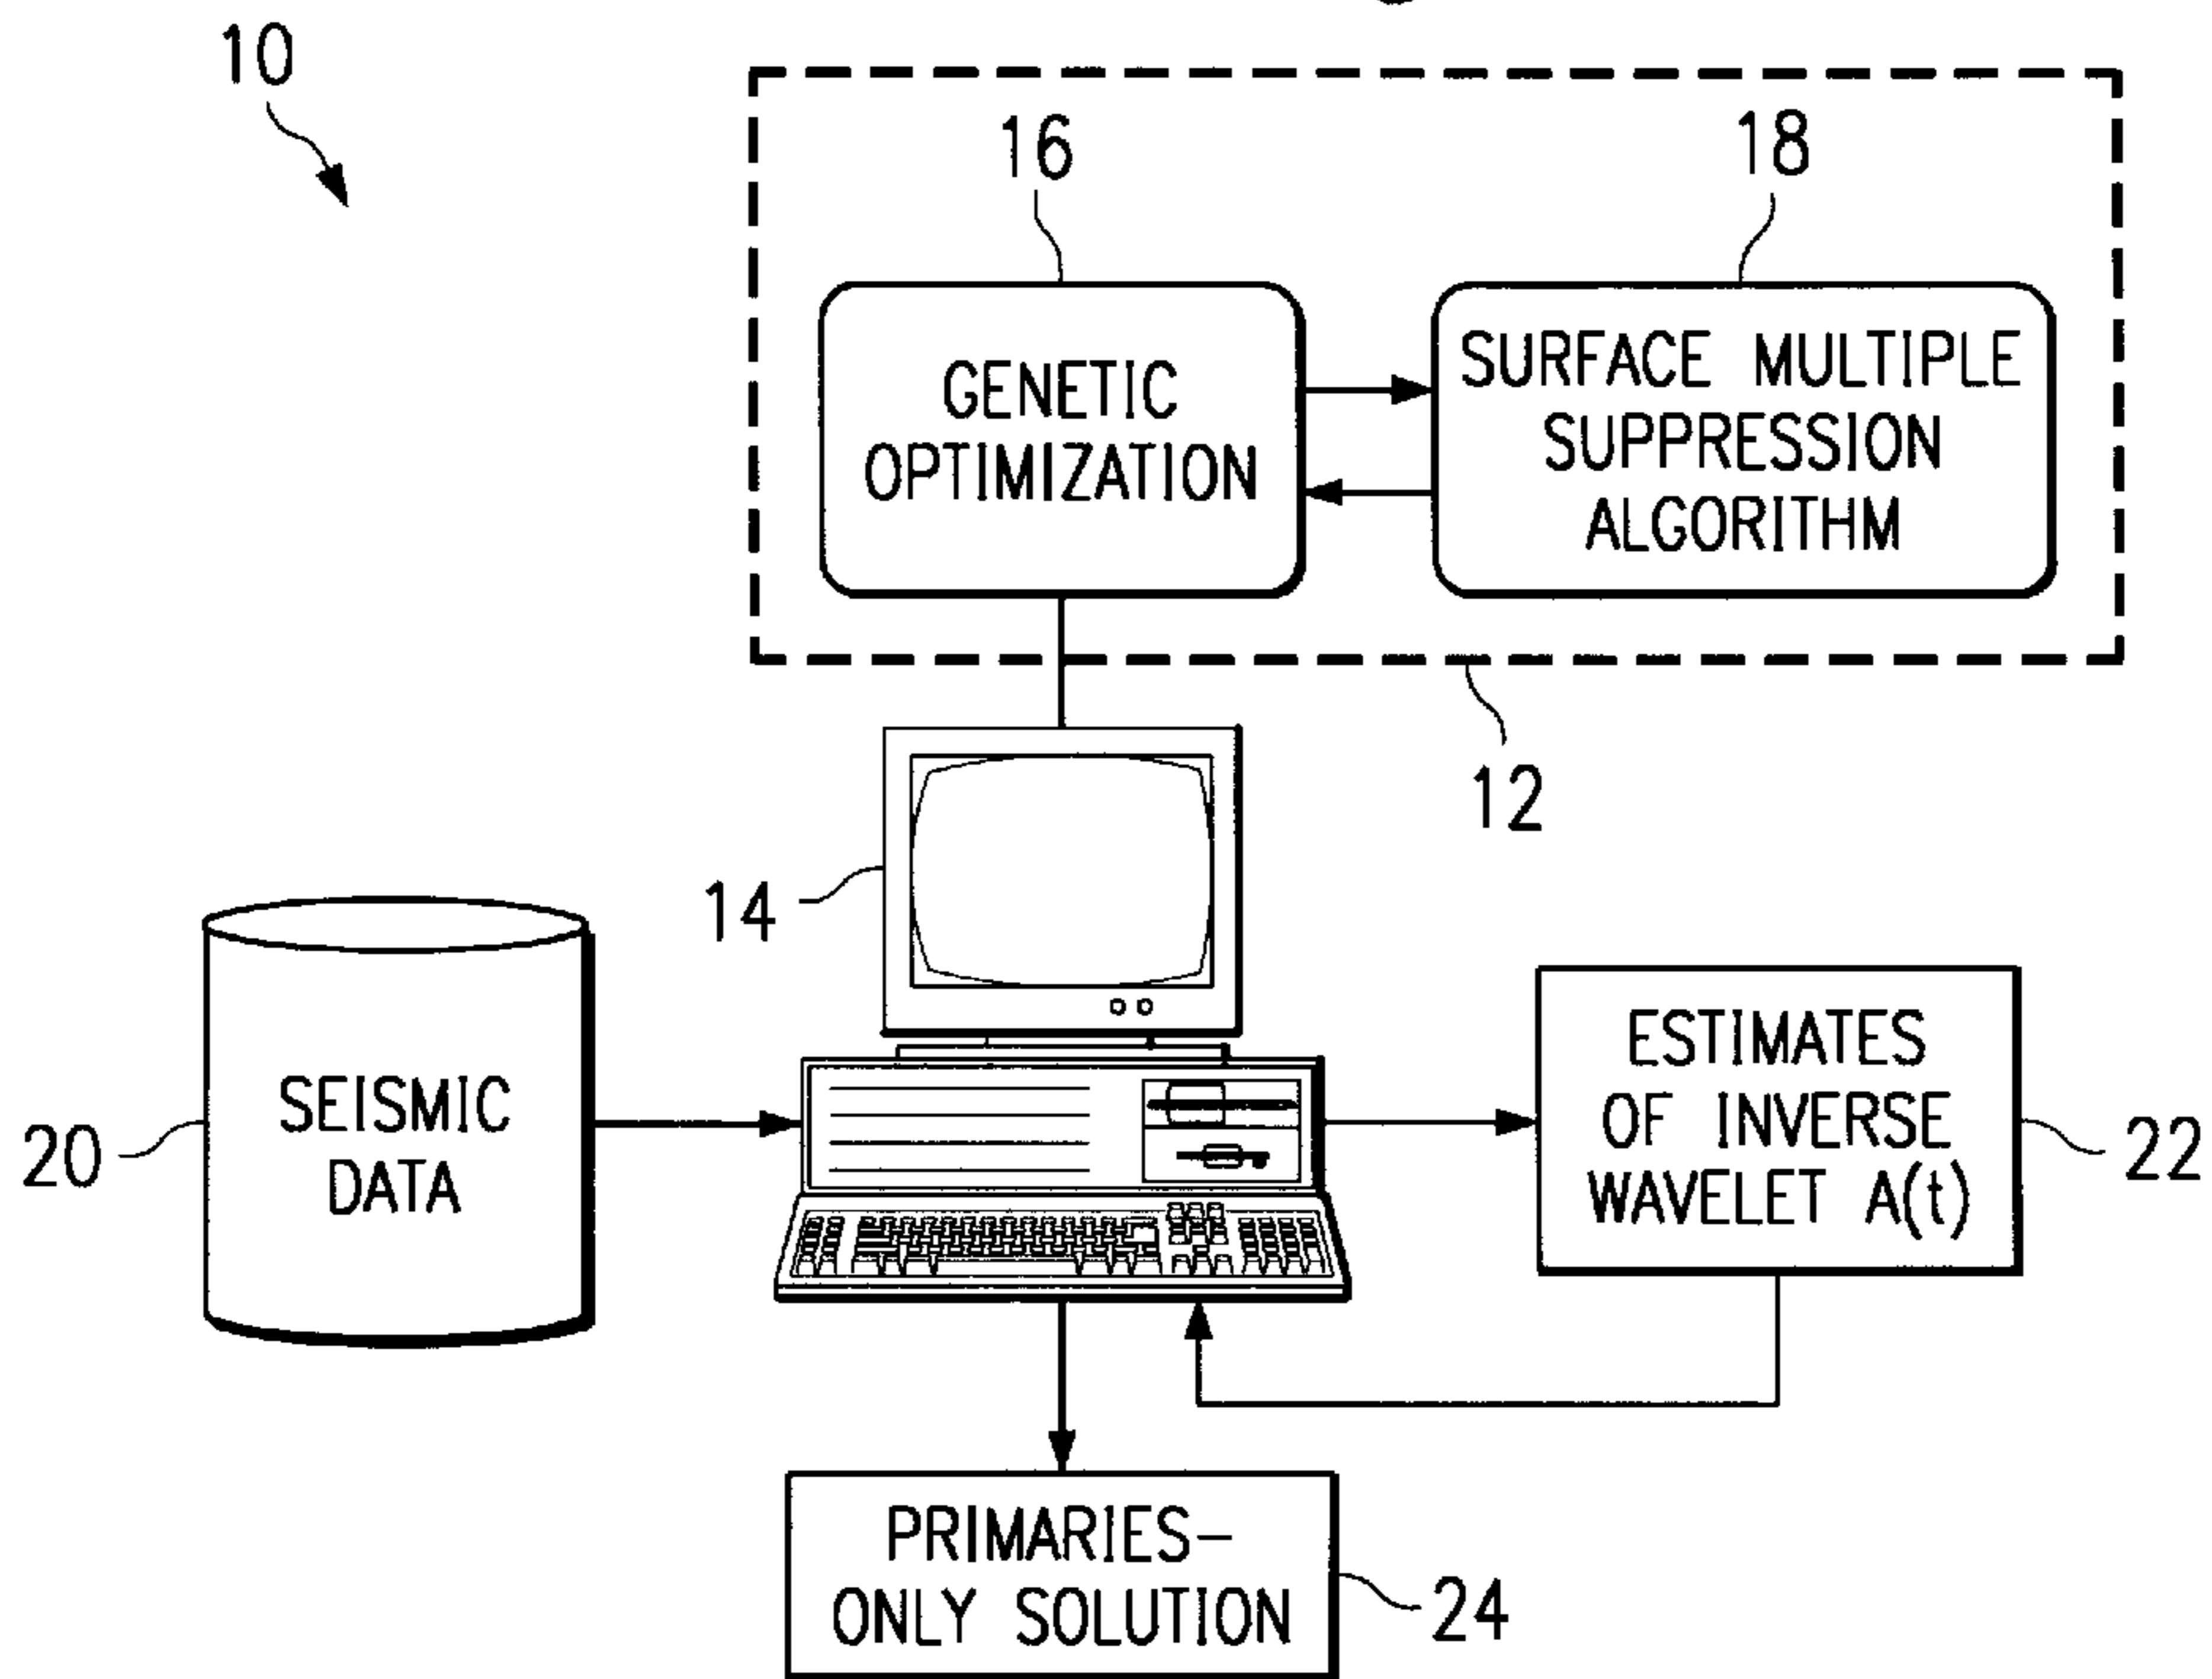 10
16
18
GENETIC
OPTIMIZATION
SURFACE MULTIPLE
SUPPRESSION
ALGORITHM
12
14
20
SEISMIC
DATA
ESTIMATES
OF INVERSE
WAVELET A(t)
22
PRIMARIES-
ONLY SOLUTION
24